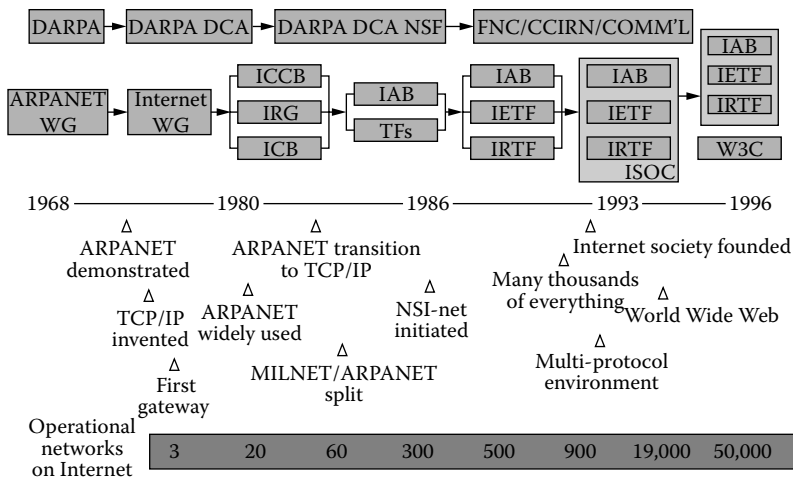 DARPA
DARPA DCA
DARPA DCA NSF
FNC/CCIRN/COMM'L
IAB
IETF
IRTF
ARPANET
WG
Internet
WG
ICCB
IRG
ICB
IAB
TFs
IAB
IETF
IRTF
IAB
IETF
IRTF
ISOC
W3C
1968
1980
1986
1993
1996
ARPANET
demonstrated
ARPANET transition
to TCP/IP
Internet society founded
Many thousands
of everything
TCP/IP
invented
ARPANET
widely used
NSI-net
initiated
World Wide Web
First
gateway
MILNET/ARPANET
split
Multi-protocol
environment
Operational
networks
on Internet
3
20
60
300
500
900
19,000
50,000